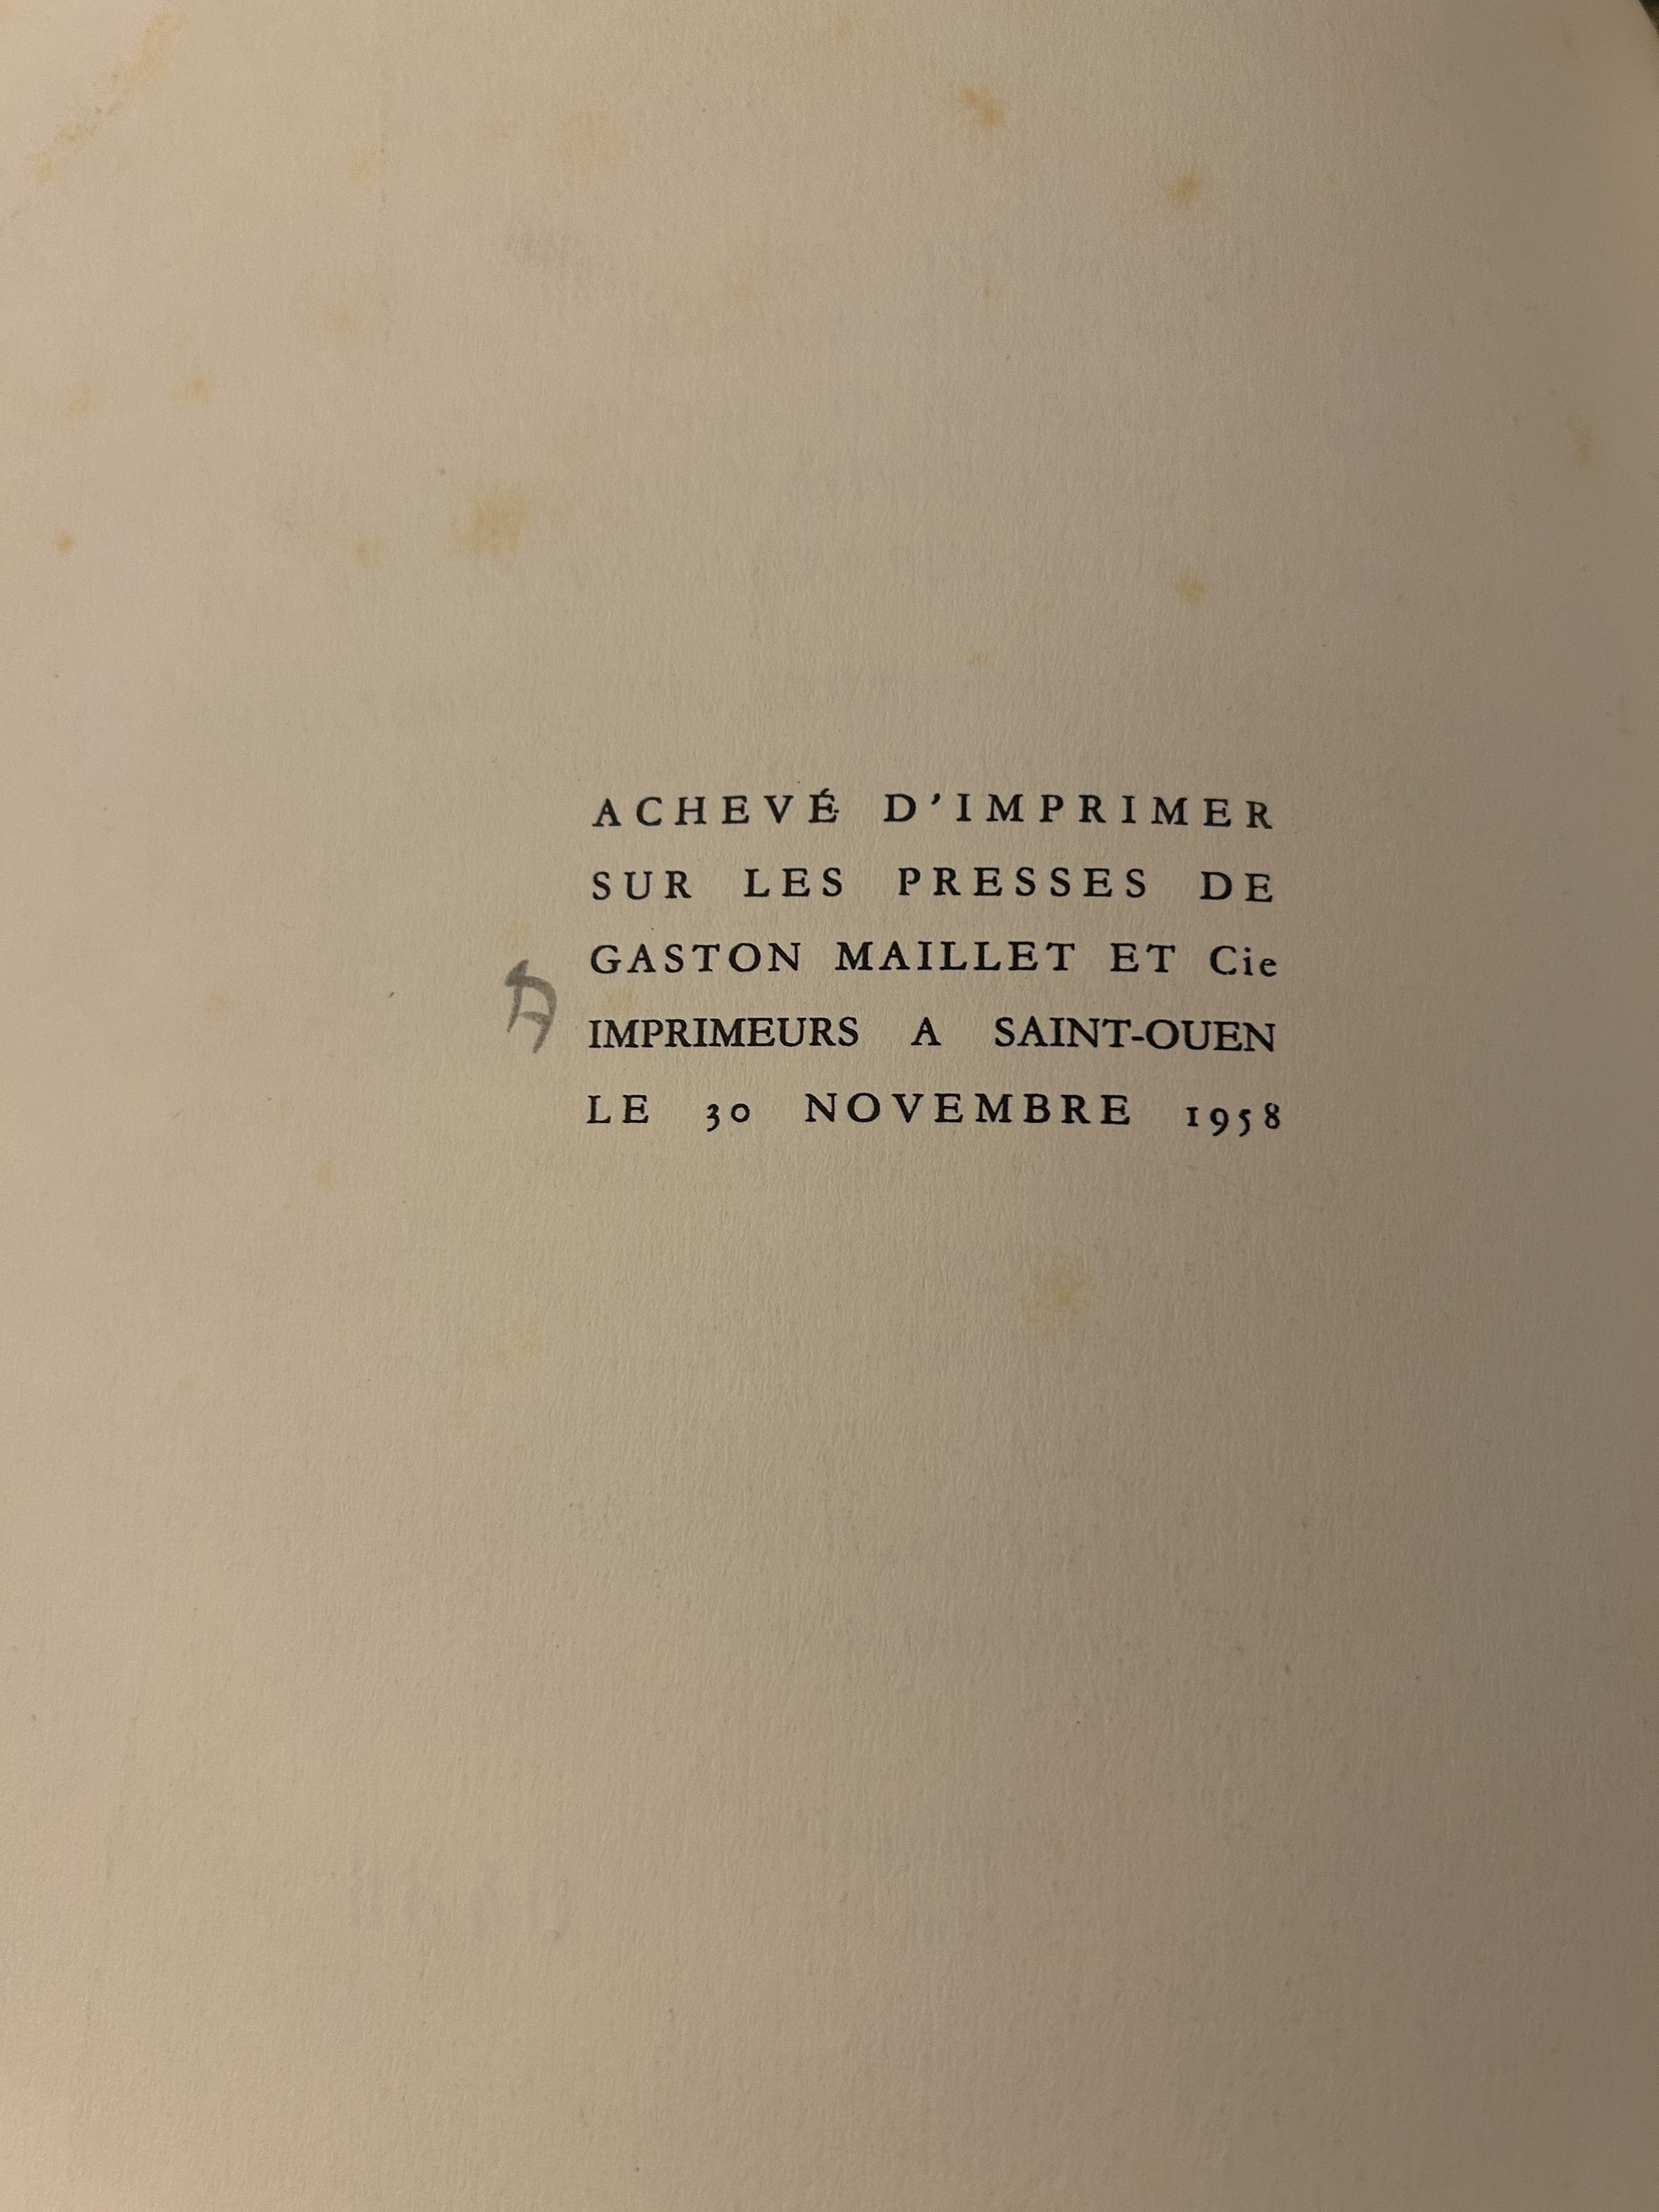 ACHEVÉ D'IMPRIMER
SUR LES PRESSES DE
GASTON MAILLET ET Cie
IMPRIMEURS A SAINT-OUEN
LE 30 NOVEMBRE 1958